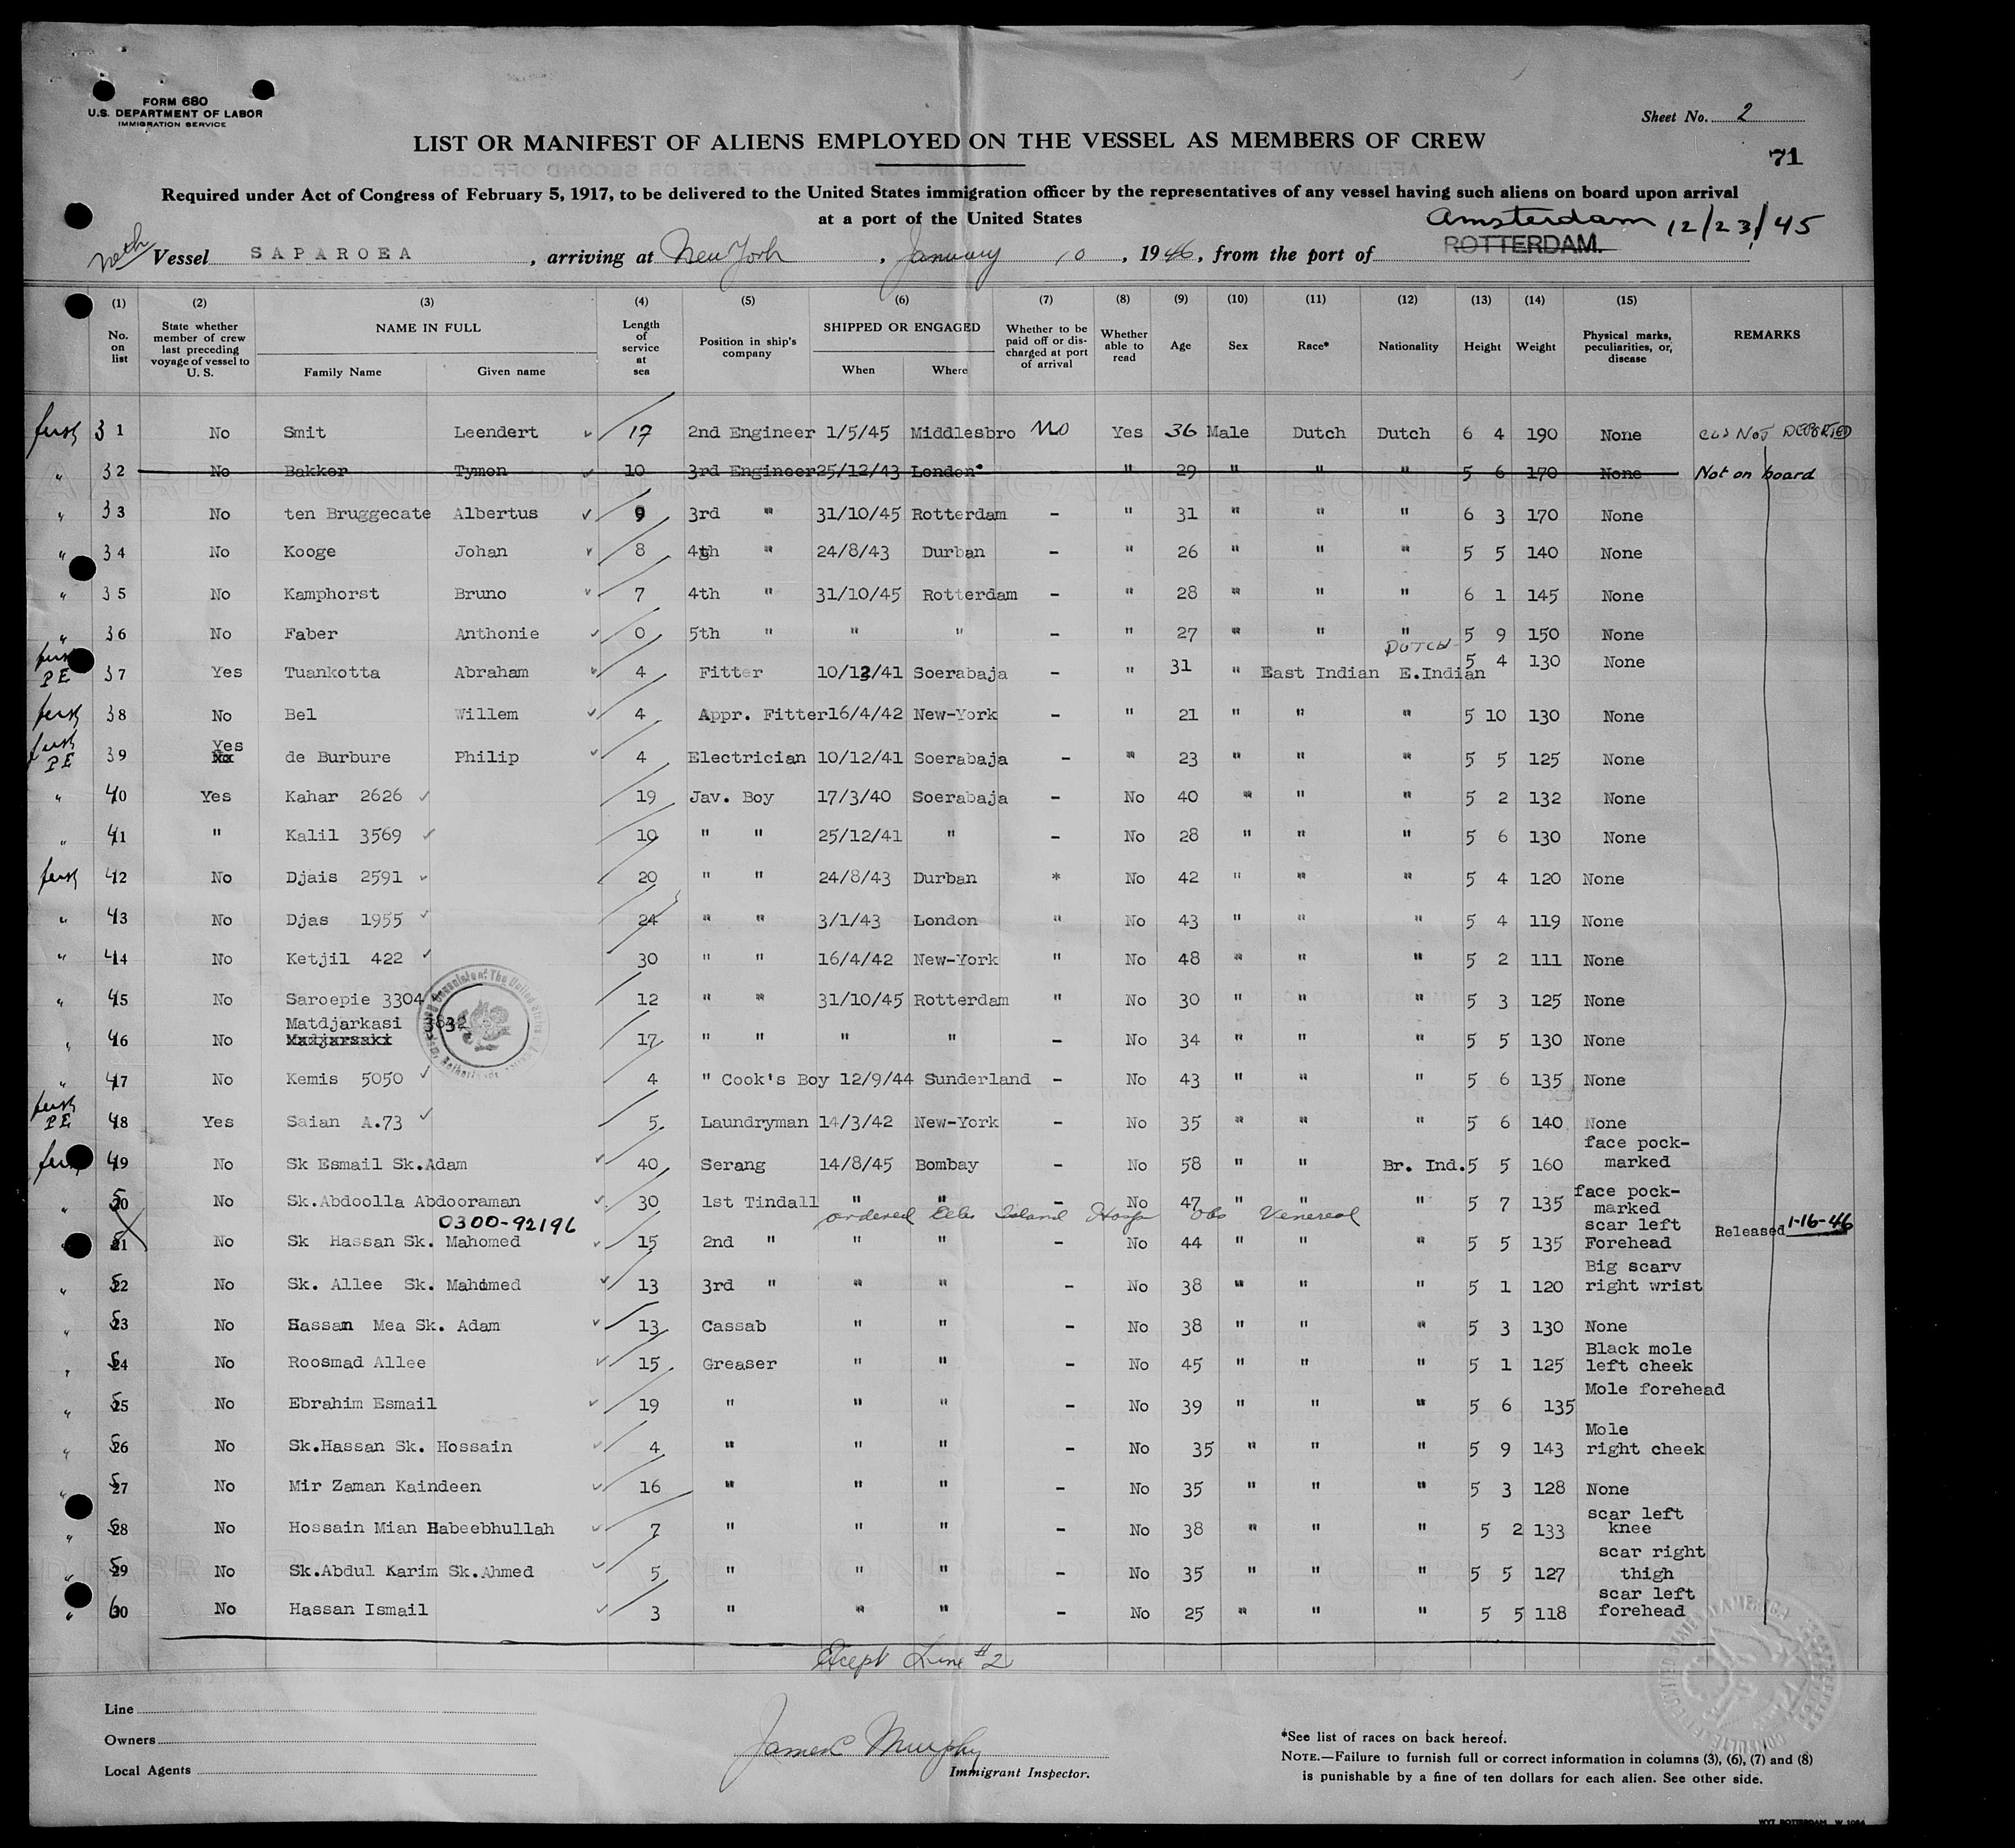 FORM 680
U.S. DEPARTMENT OF LABOR
IMMIGRATION SERVICE
Sheet No. 2
LIST OR MANIFEST OF ALIENS EMPLOYED ON THE VESSEL AS MEMBERS OF CREW
71
Required under Act of Congress of February 5, 1917, to be delivered to the United States immigration officer by the representatives of any vessel having such aliens on board upon arrival
at a port of the United States
Amsterdam 12/23/45
Vessel SAPAROEA, arriving at New York, January 10, 1946, from the port of ROTTERDAM.
(1) (2) (3) (4) (5) (6) (7) (8) (9) (10) (11) (12) (13) (14) (15)
No. on list State whether member of crew last preceding voyage of vessel to U. S. NAME IN FULL Family Name Given name Length of service at sea Position in ship's company SHIPPED OR ENGAGED When Where Whether to be paid off or discharged at port of arrival Whether able to read Age Sex Race* Nationality Height Weight Physical marks, peculiarities, or, disease REMARKS
first 31 No Smit Leendert 17 2nd Engineer 1/5/45 Middlesbro No Yes 36 Male Dutch Dutch 6 4 190 None NOT DEPORTED
" 32 No Bakker Tymon 10 3rd Engineer 25/12/43 London " 29 " " " 5 6 170 None Not on board
" 33 No ten Bruggecate Albertus 9 3rd " 31/10/45 Rotterdam - " 31 " " " 6 3 170 None
" 34 No Kooge Johan 8 4th " 24/8/43 Durban - " 26 " " " 5 5 140 None
" 35 No Kamphorst Bruno 7 4th " 31/10/45 Rotterdam - " 28 " " " 6 1 145 None
" 36 No Faber Anthonie 0 5th " " " - " 27 " " " 5 9 150 None
first PE 37 Yes Tuankotta Abraham 4 Fitter 10/12/41 Soerabaja - " 31 " East Indian DUTCH E.Indian 5 4 130 None
first 38 No Bel Willem 4 Appr. Fitter 16/4/42 New-York - " 21 " " " 5 10 130 None
first PE 39 Yes de Burbure Philip 4 Electrician 10/12/41 Soerabaja - " 23 " " " 5 5 125 None
" 40 Yes Kahar 2626 19 Jav. Boy 17/3/40 Soerabaja - No 40 " " " 5 2 132 None
" 41 " Kalil 3569 10 " " 25/12/41 " - No 28 " " " 5 6 130 None
first 42 No Djais 2591 20 " " 24/8/43 Durban * No 42 " " " 5 4 120 None
" 43 No Djas 1955 24 " " 3/1/43 London " No 43 " " " 5 4 119 None
" 44 No Ketjil 422 30 " " 16/4/42 New-York " No 48 " " " 5 2 111 None
" 45 No Saroepie 3304 12 " " 31/10/45 Rotterdam " No 30 " " " 5 3 125 None
Matdjarkasi 3632
" 46 No Madjarsaki 17 " " " " - No 34 " " " 5 5 130 None
" 47 No Kemis 5050 4 " Cook's Boy 12/9/44 Sunderland - No 43 " " " 5 6 135 None
first PE 48 Yes Saian A.73 5 Laundryman 14/3/42 New-York - No 35 " " " 5 6 140 None
first 49 No Sk Esmail Sk.Adam 40 Serang 14/8/45 Bombay - No 58 " " Br. Ind. 5 5 160 face pock-marked
" 50 No Sk.Abdoolla Abdooraman 30 1st Tindall " " - No 47 " " " 5 7 135 face pock-marked
0300-92196 ordered Ellis Island Hosp obs Venereal
" 51 No Sk Hassan Sk. Mahomed 15 2nd " " " - No 44 " " " 5 5 135 scar left Forehead Released 1-16-46
" 52 No Sk. Allee Sk. Mahomed 13 3rd " " " - No 38 " " " 5 1 120 Big scarv right wrist
" 53 No Hassan Mea Sk. Adam 13 Cassab " " - No 38 " " " 5 3 130 None
" 54 No Roosmad Allee 15 Greaser " " - No 45 " " " 5 1 125 Black mole left cheek
" 55 No Ebrahim Esmail 19 " " " - No 39 " " " 5 6 135 Mole forehead
" 56 No Sk.Hassan Sk. Hossain 4 " " " - No 35 " " " 5 9 143 Mole right cheek
" 57 No Mir Zaman Kaindeen 16 " " " - No 35 " " " 5 3 128 None
" 58 No Hossain Mian Habeebhullah 7 " " " - No 38 " " " 5 2 133 scar left knee
" 59 No Sk.Abdul Karim Sk.Ahmed 5 " " " - No 35 " " " 5 5 127 scar right thigh
" 60 No Hassan Ismail 3 " " " - No 25 " " " 5 5 118 scar left forehead
Except Line #2
Line
Owners
Local Agents
James C Murphy
Immigrant Inspector.
*See list of races on back hereof.
NOTE.—Failure to furnish full or correct information in columns (3), (6), (7) and (8)
is punishable by a fine of ten dollars for each alien. See other side.